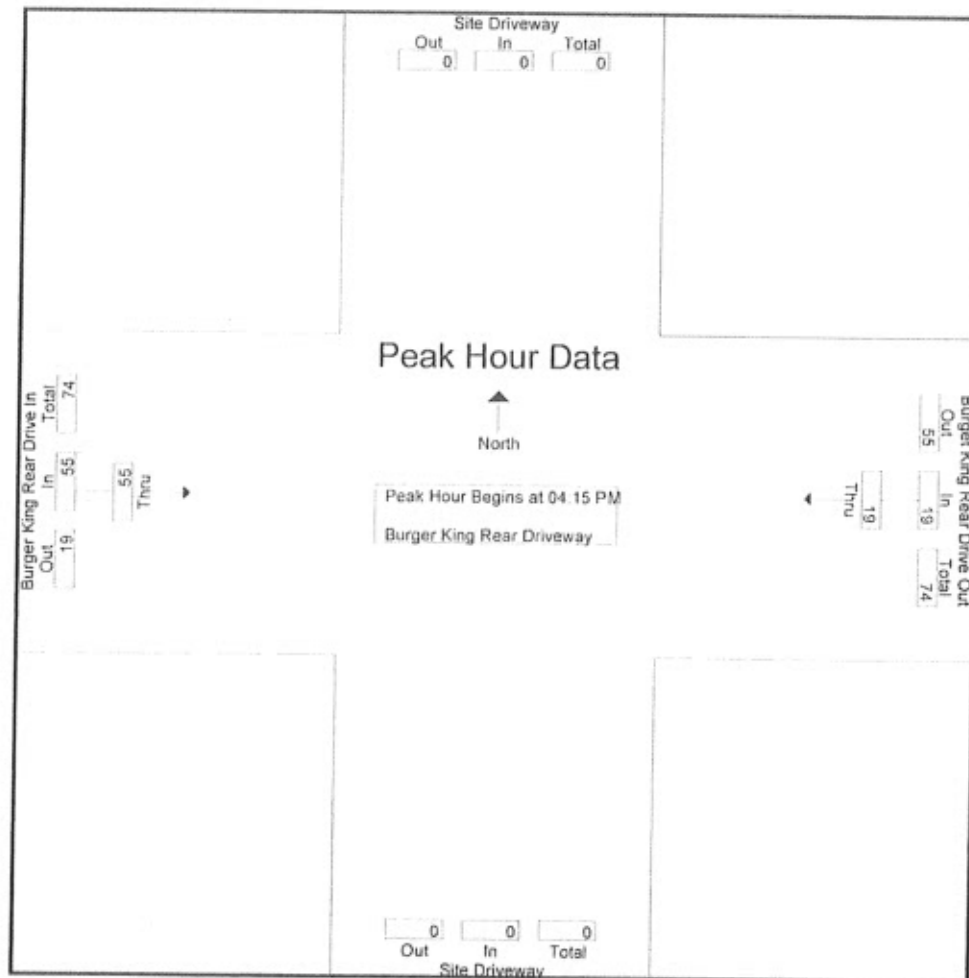 Site Driveway
Out In Total
0 0 0
Peak Hour Data
North
Peak Hour Begins at 04:15 PM
Burger King Rear Driveway
Burger King Rear Drive In
Out In Total
19 55 74
55
Thru
Burget King Rear Drive Out
Out In Total
55 19 74
19
Thru
0 0 0
Out In Total
Site Driveway